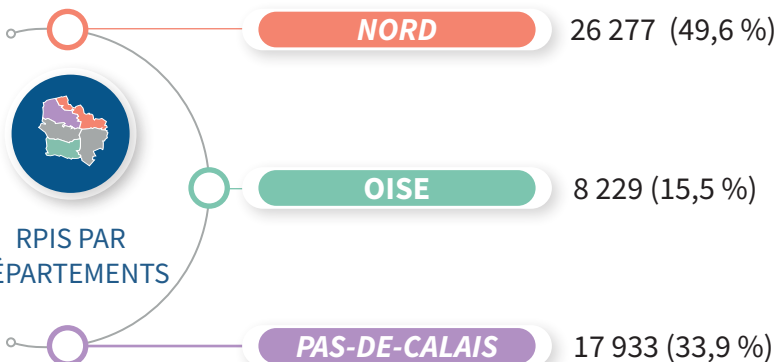 NORD 26 277 (49,6 %)
OISE 8 229 (15,5 %)
RPIS PAR
ÉPARTEMENTS
PAS-DE-CALAIS 17 933 (33,9 %)